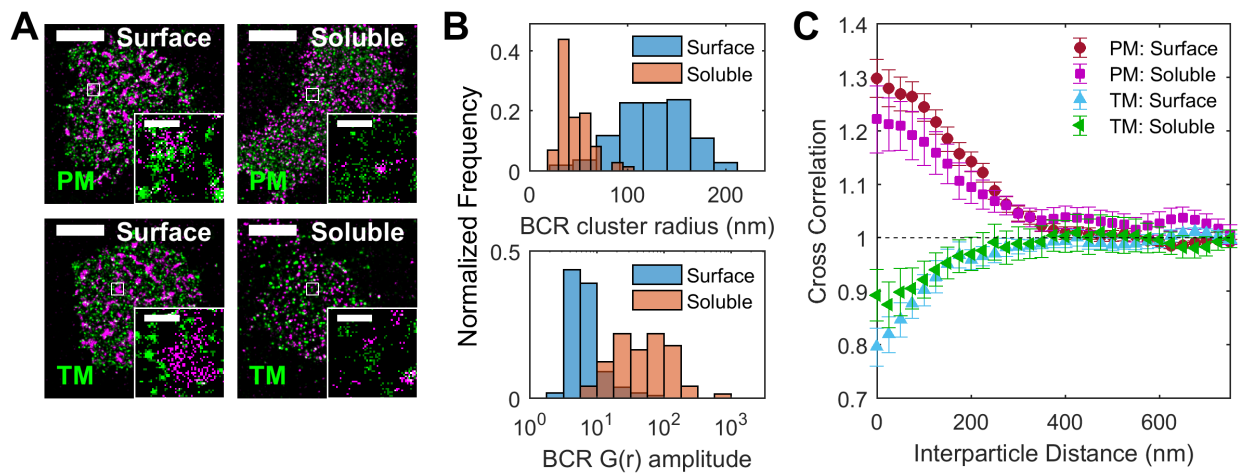 A
Surface
PM
Soluble
PM
Surface
TM
Soluble
TM
B
Normalized Frequency
0.4
0.2
0
Surface
Soluble
0
100
200
BCR cluster radius (nm)
0.5
0
Surface
Soluble
10^0
10^1
10^2
10^3
BCR G(r) amplitude
C
Cross Correlation
1.4
1.3
1.2
1.1
1
0.9
0.8
0.7
PM: Surface
PM: Soluble
TM: Surface
TM: Soluble
0
200
400
600
Interparticle Distance (nm)